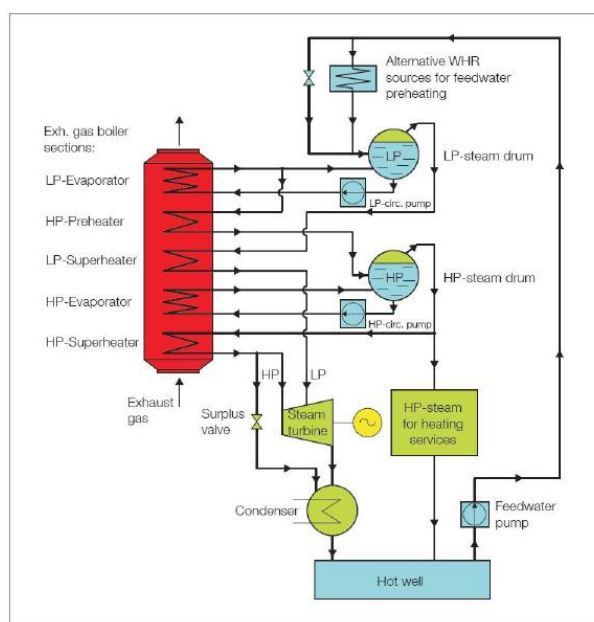 Alternative WHR
sources for feedwater
preheating
Exh. gas boiler
sections:
LP
LP-steam drum
LP-Evaporator
LP-circ. pump
HP-Preheater
LP-Superheater
HP
HP-steam drum
HP-Evaporator
HP-circ. pump
HP-Superheater
HP
LP
Exhaust
gas
Surplus
valve
Steam
turbine
HP-steam
for heating
services
Condenser
Feedwater
pump
Hot well